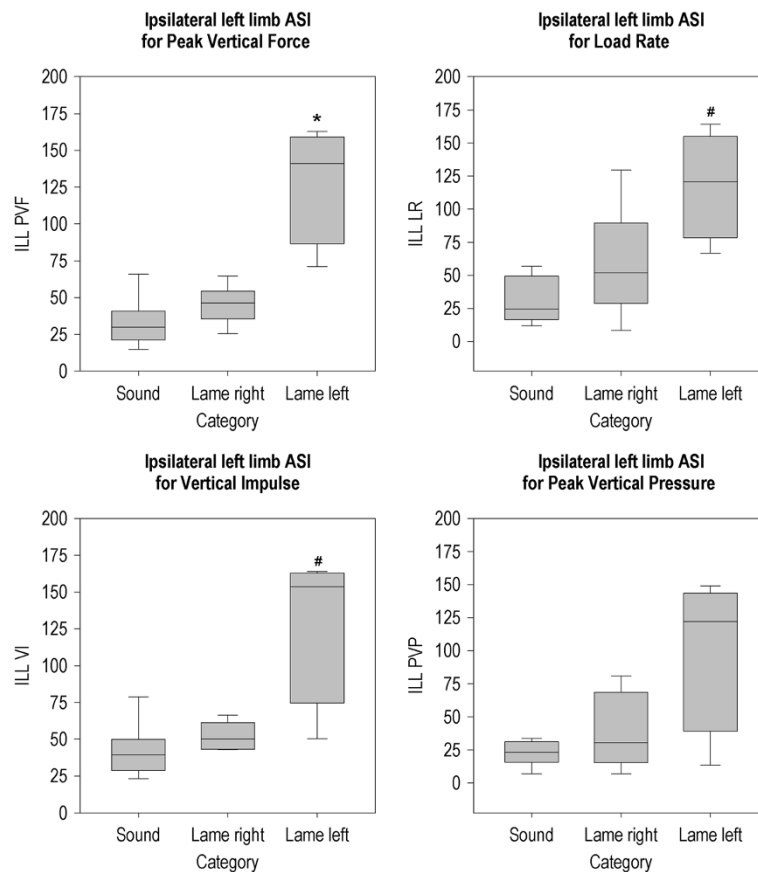 Ipsilateral left limb ASI
for Peak Vertical Force
200
175
150
125
100
75
50
25
0
ILL PVF
*
Sound
Lame right
Lame left
Category
Ipsilateral left limb ASI
for Load Rate
200
175
150
125
100
75
50
25
0
ILL LR
#
Sound
Lame right
Lame left
Category
Ipsilateral left limb ASI
for Vertical Impulse
200
175
150
125
100
75
50
25
0
ILL VI
#
Sound
Lame right
Lame left
Category
Ipsilateral left limb ASI
for Peak Vertical Pressure
200
175
150
125
100
75
50
25
0
ILL PVP
Sound
Lame right
Lame left
Category